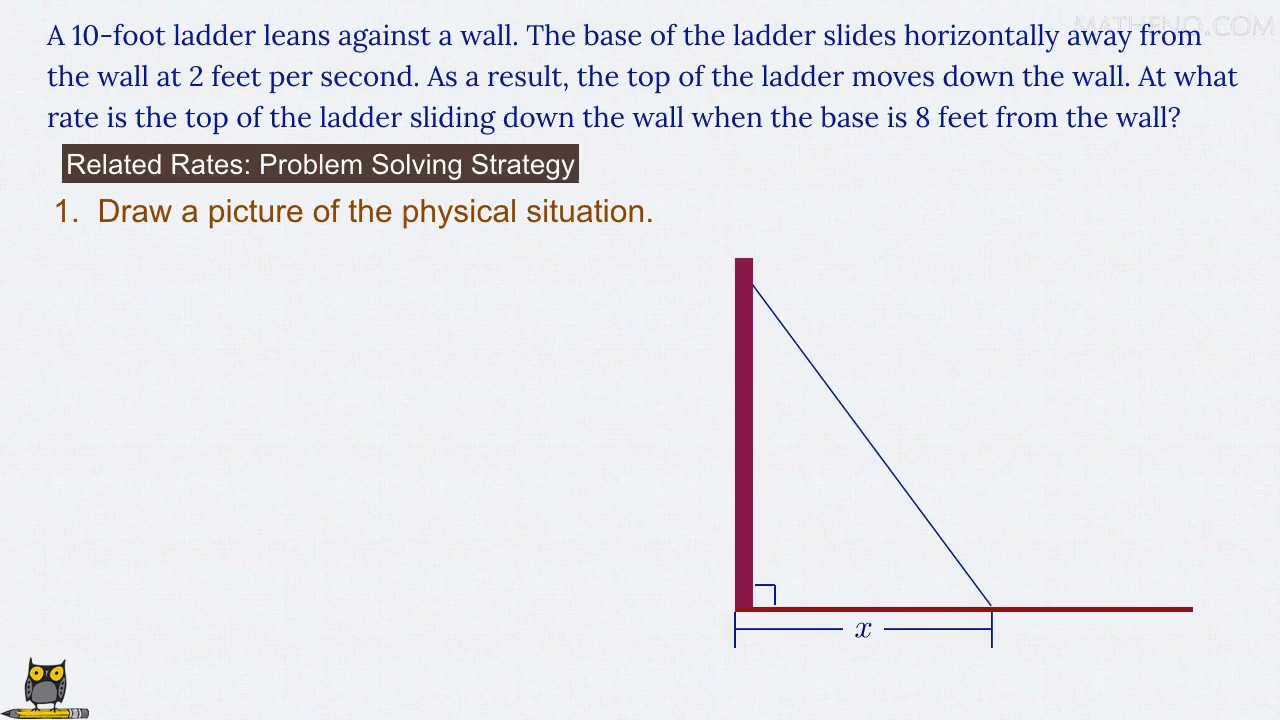 MATHENO.COM
A 10-foot ladder leans against a wall. The base of the ladder slides horizontally away from
the wall at 2 feet per second. As a result, the top of the ladder moves down the wall. At what
rate is the top of the ladder sliding down the wall when the base is 8 feet from the wall?
Related Rates: Problem Solving Strategy
1. Draw a picture of the physical situation.
x